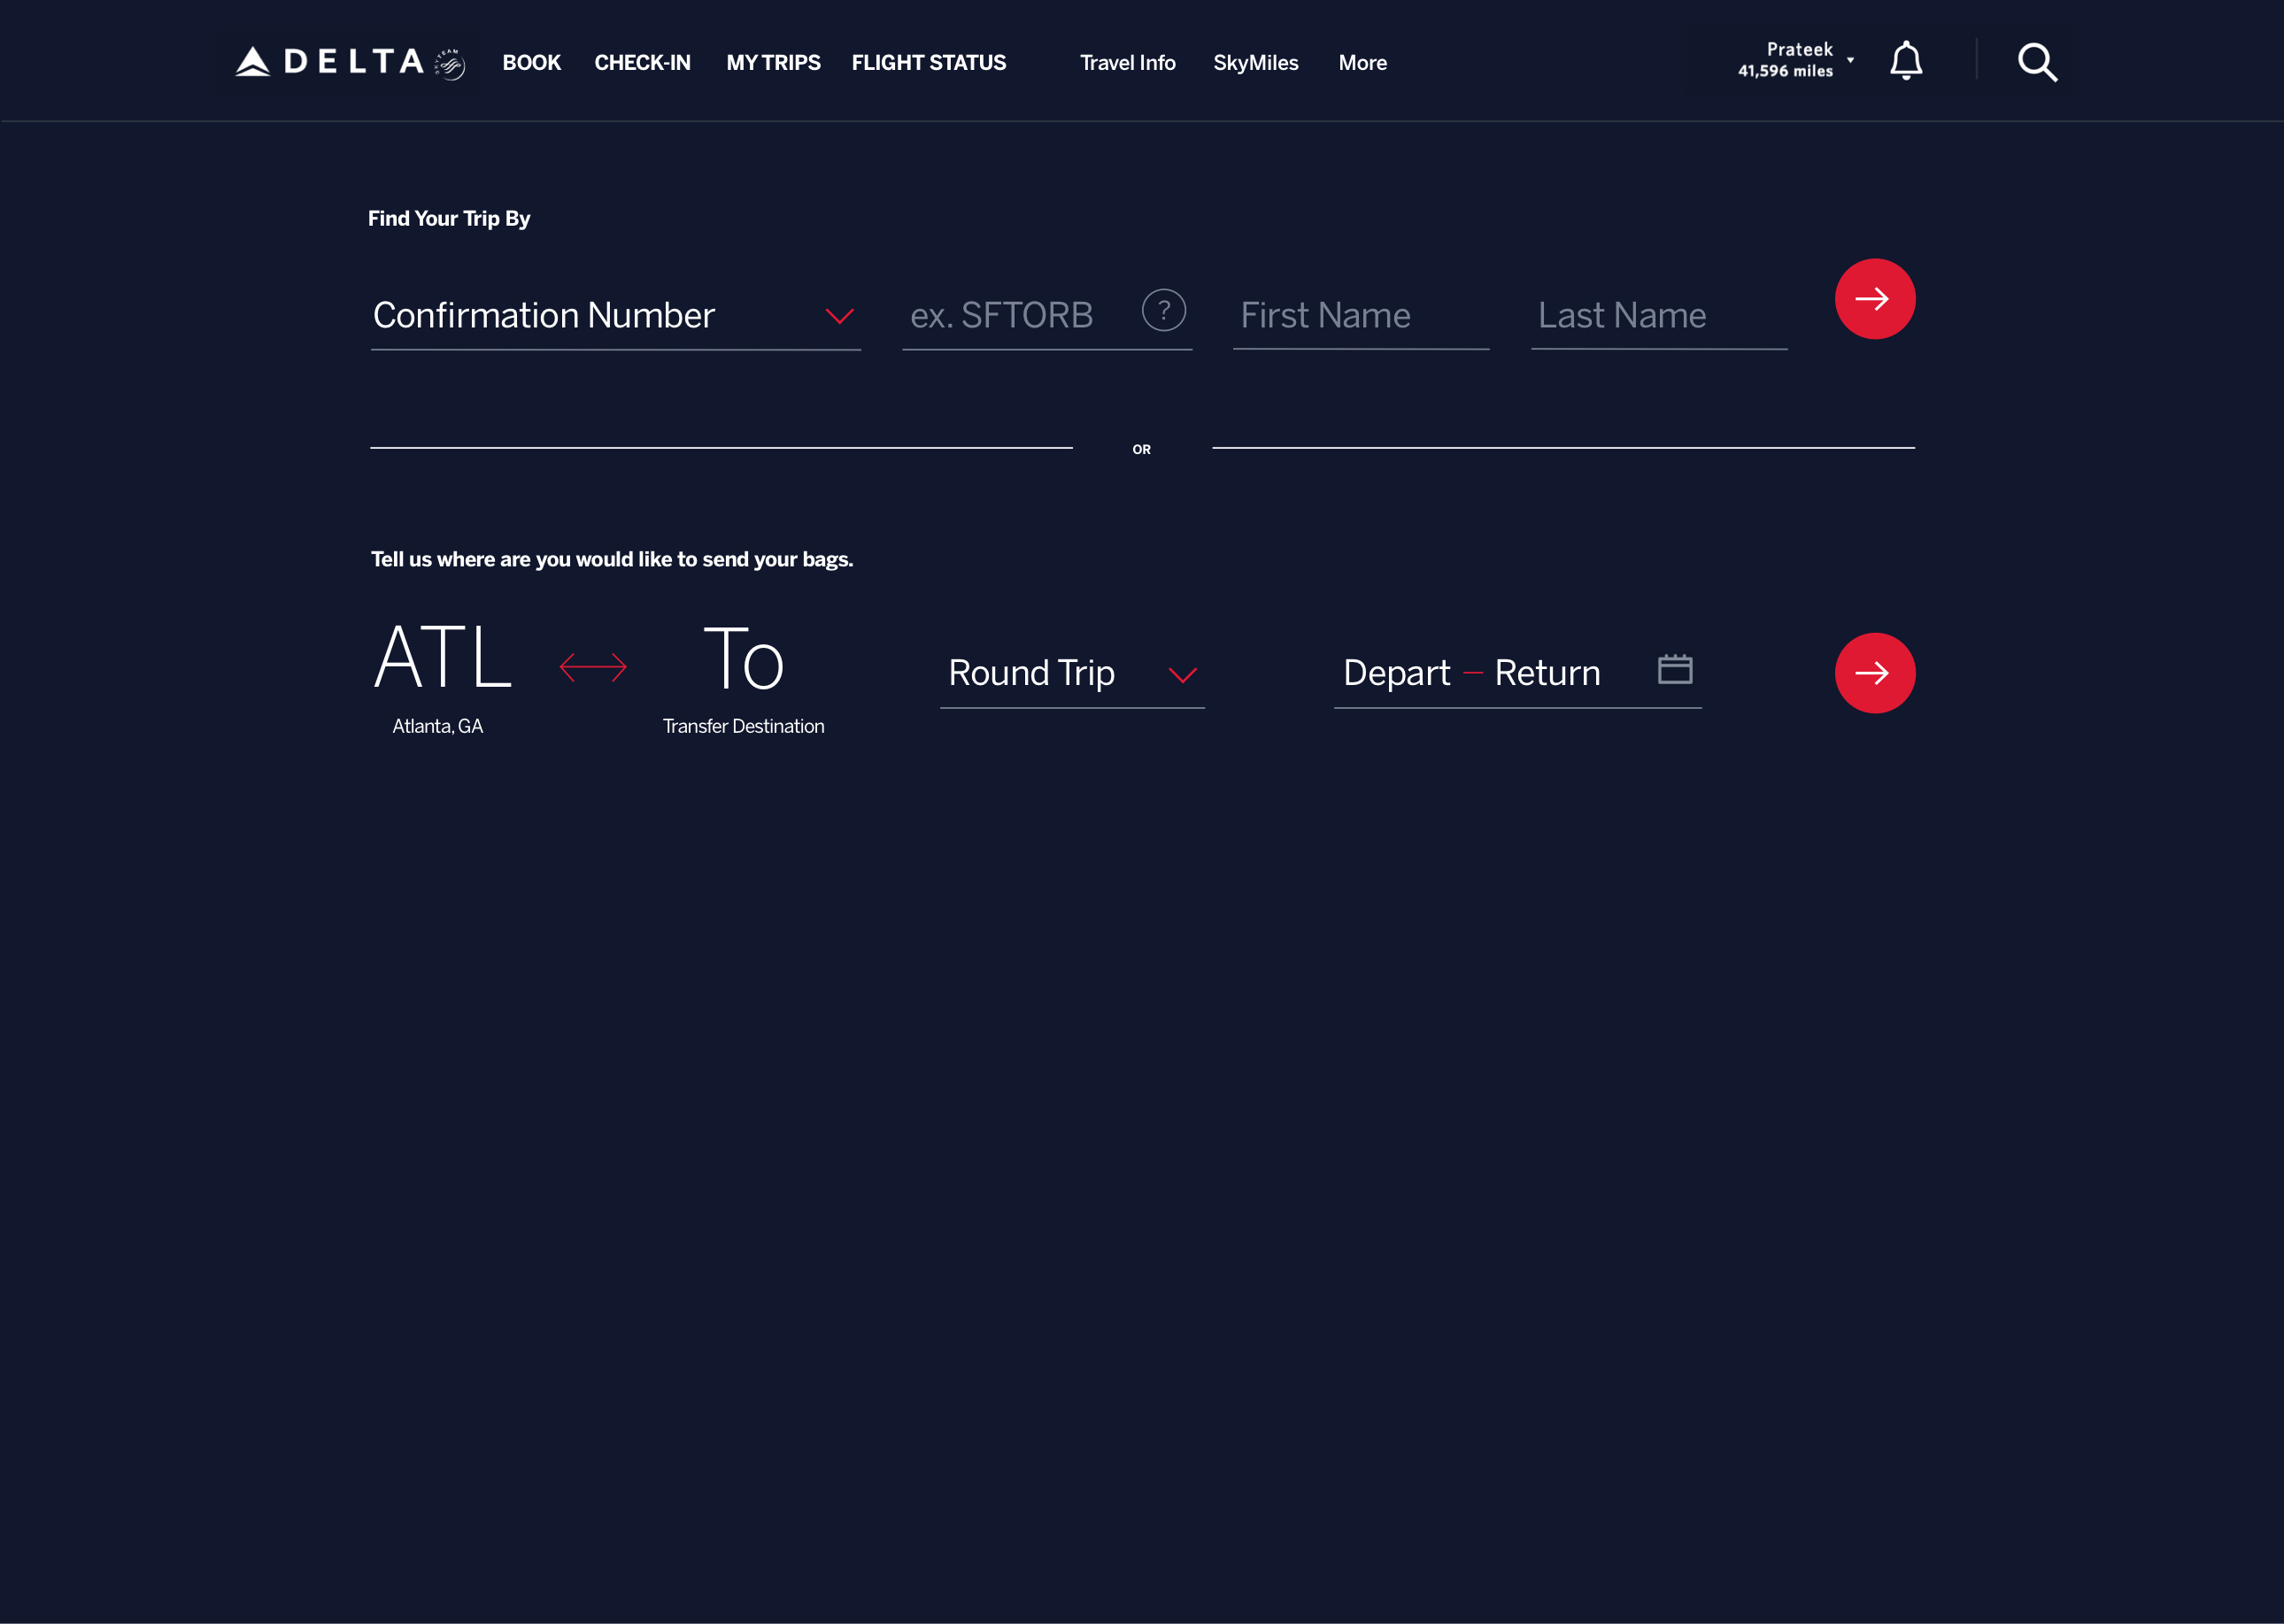 DELTA SKYTEAM BOOK CHECK-IN MY TRIPS FLIGHT STATUS Travel Info SkyMiles More Prateek
41,596 miles
Find Your Trip By
Confirmation Number ex. SFTORB ? First Name Last Name
OR
Tell us where are you would like to send your bags.
ATL To Round Trip Depart — Return
Atlanta, GA Transfer Destination